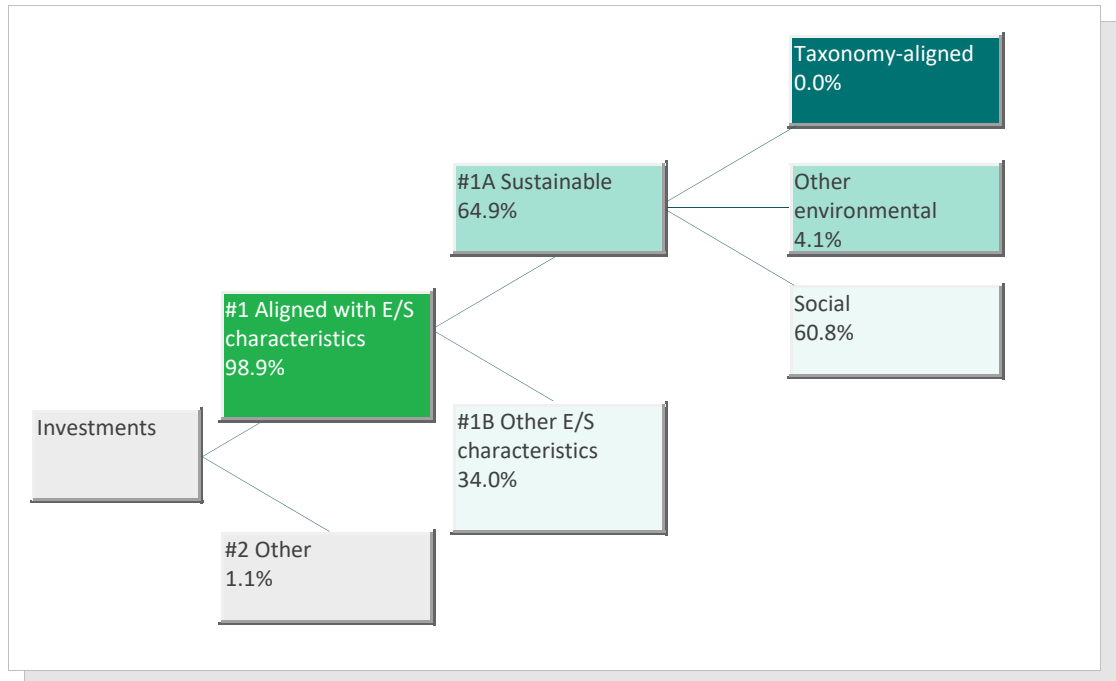 Taxonomy-aligned
0.0%
#1A Sustainable
64.9%
Other
environmental
4.1%
Social
60.8%
#1 Aligned with E/S
characteristics
98.9%
#1B Other E/S
characteristics
34.0%
Investments
#2 Other
1.1%